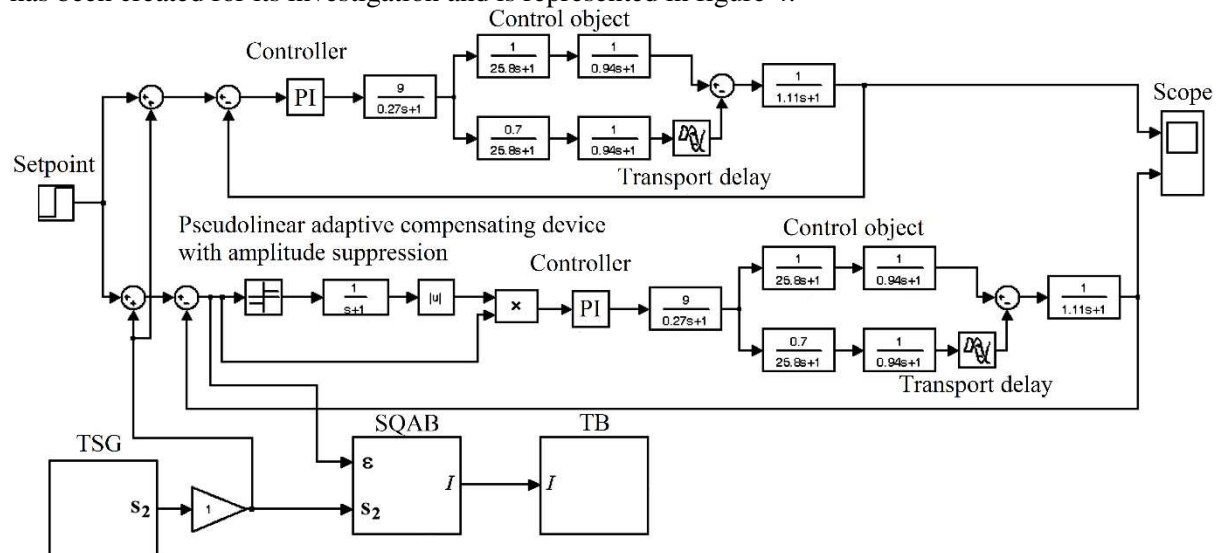 has been created for its investigation and is represented in figure 4.
Control object
Controller
1
25.8s+1
1
0.94s+1
PI
9
0.27s+1
1
1.11s+1
Scope
0.7
25.8s+1
1
0.94s+1
Transport delay
Setpoint
Pseudolinear adaptive compensating device
with amplitude suppression
Control object
Controller
1
25.8s+1
1
0.94s+1
1
s+1
|u|
×
PI
9
0.27s+1
1
1.11s+1
0.7
25.8s+1
1
0.94s+1
Transport delay
TSG
SQAB
TB
ε
s2
1
s2
I
I